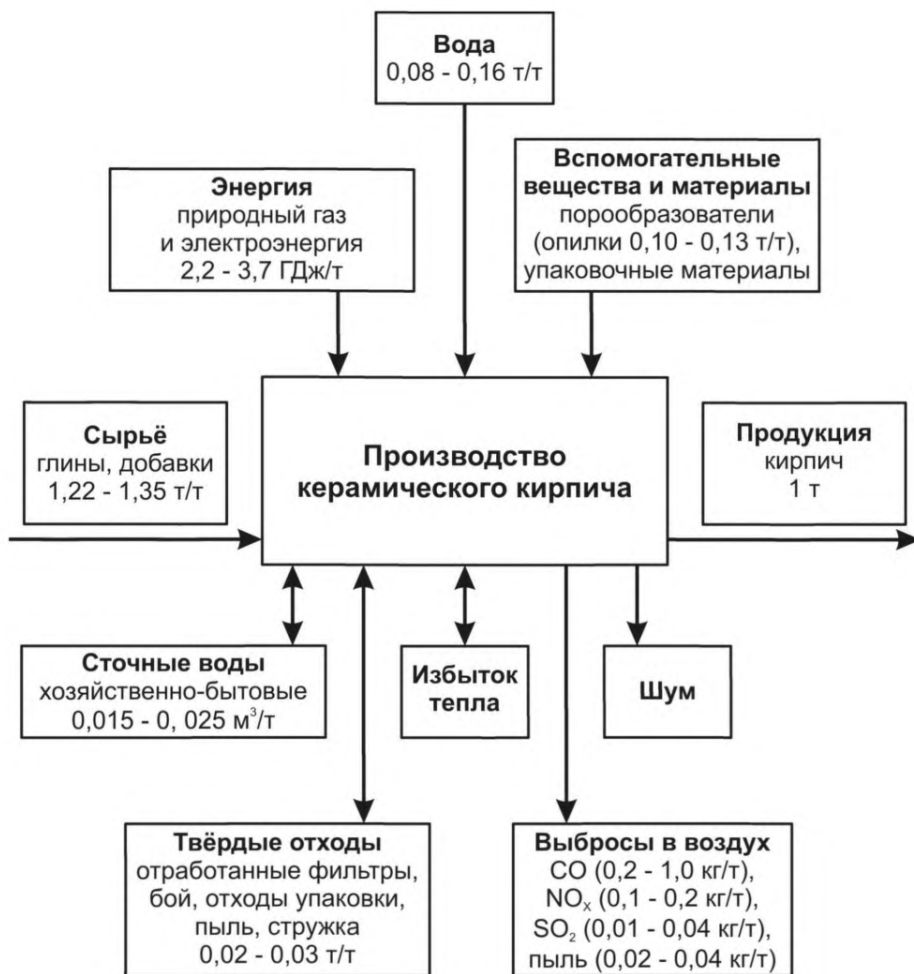 Вода
0,08 - 0,16 т/т
Энергия
природный газ
и электроэнергия
2,2 - 3,7 ГДж/т
Вспомогательные
вещества и материалы
порообразователи
(опилки 0,10 - 0,13 т/т),
упаковочные материалы
Сырьё
глины, добавки
1,22 - 1,35 т/т
Производство
керамического кирпича
Продукция
кирпич
1 т
Сточные воды
хозяйственно-бытовые
0,015 - 0, 025 м³/т
Избыток
тепла
Шум
Твёрдые отходы
отработанные фильтры,
бой, отходы упаковки,
пыль, стружка
0,02 - 0,03 т/т
Выбросы в воздух
CO (0,2 - 1,0 кг/т),
NOₓ (0,1 - 0,2 кг/т),
SO₂ (0,01 - 0,04 кг/т),
пыль (0,02 - 0,04 кг/т)